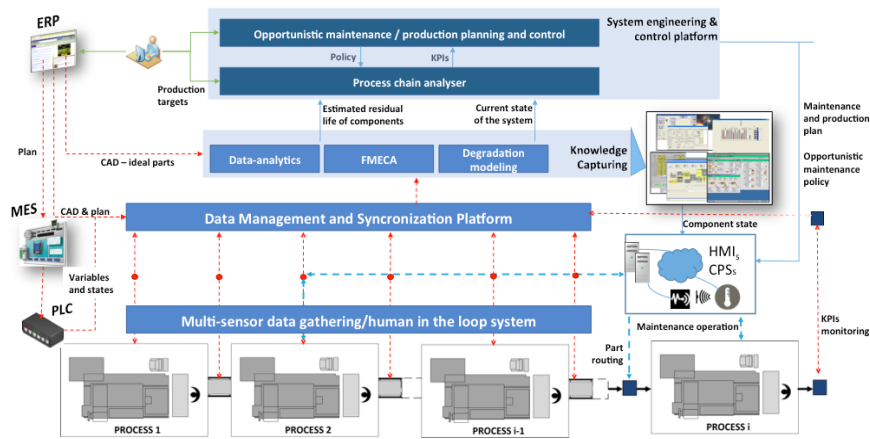 ERP
System engineering &
control platform
Opportunistic maintenance / production planning and control
Policy
KPIs
Process chain analyser
Production
targets
Estimated residual
life of components
Current state
of the system
Maintenance
and production
plan
Plan
CAD – ideal parts
Data-analytics
FMECA
Degradation
modeling
Knowledge
Capturing
Opportunistic
maintenance
policy
MES
CAD & plan
Data Management and Syncronization Platform
Component state
HMIs
CPSs
Variables
and states
PLC
Multi-sensor data gathering/human in the loop system
Maintenance operation
KPIs
monitoring
Part
routing
PROCESS 1
PROCESS 2
PROCESS i-1
PROCESS i